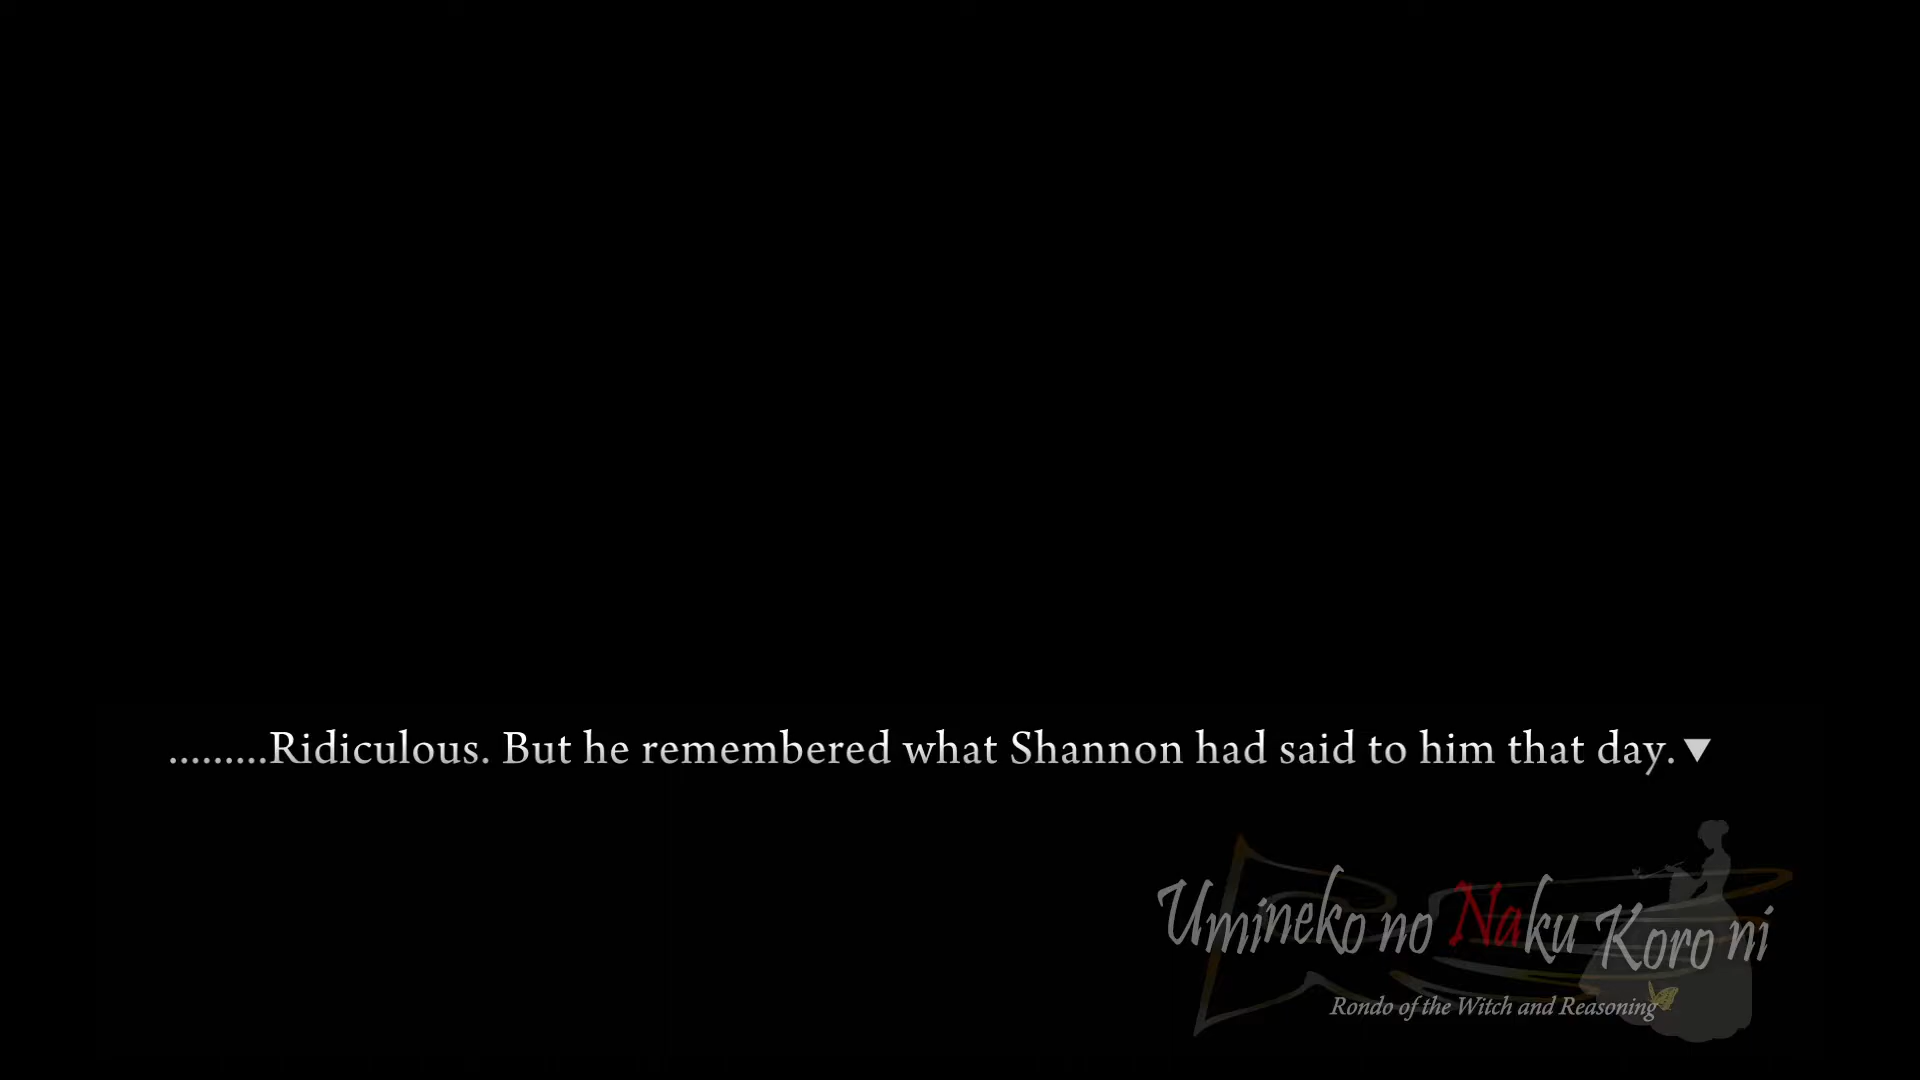 .........Ridiculous. But he remembered what Shannon had said to him that day.▼
Umineko no Naku Koro ni
Rondo of the Witch and Reasoning